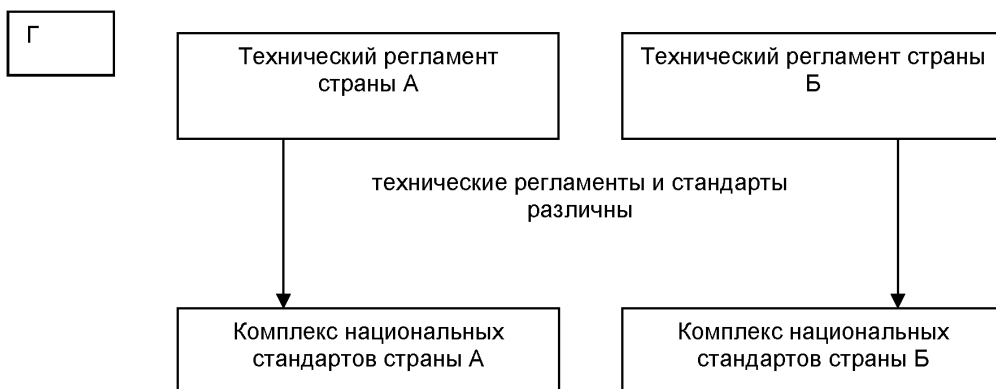 Г
Технический регламент
страны А
Технический регламент страны
Б
технические регламенты и стандарты
различны
Комплекс национальных
стандартов страны А
Комплекс национальных
стандартов страны Б